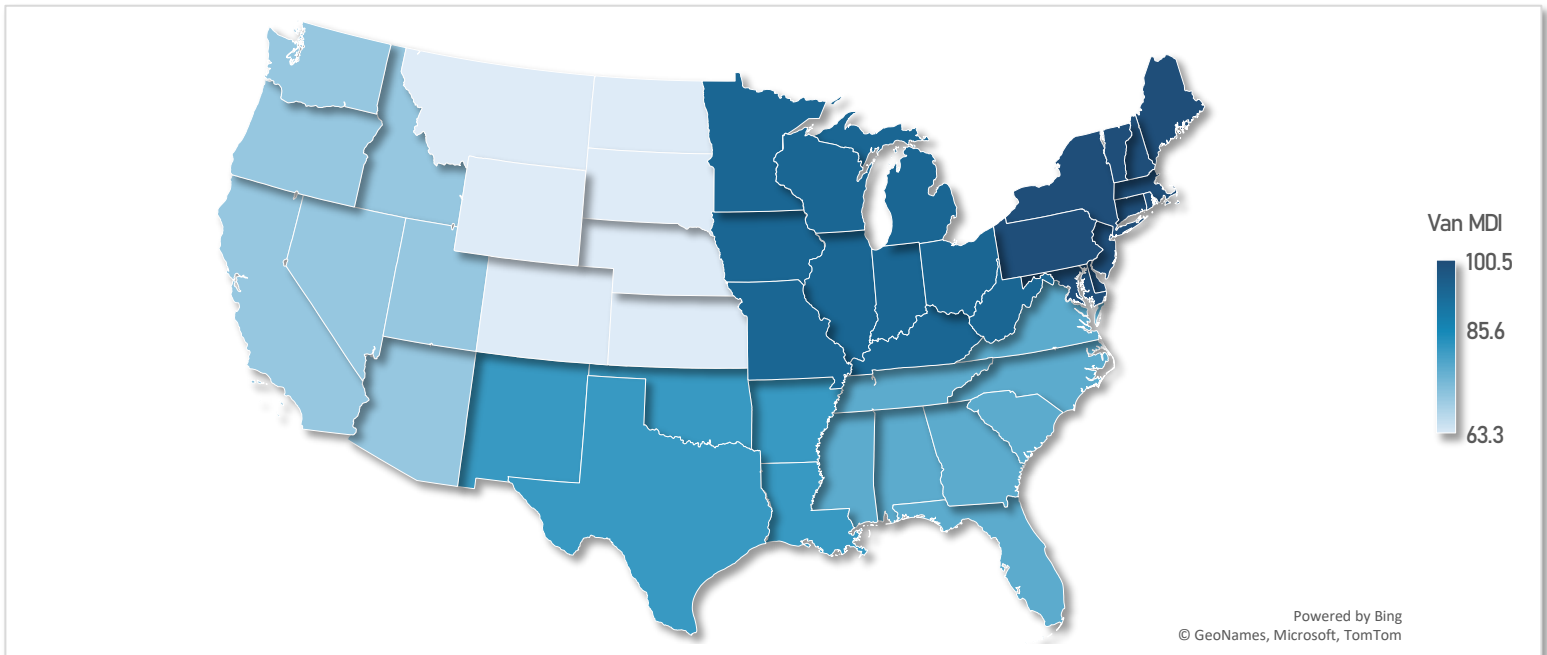 Van MDI
100.5
85.6
63.3
Powered by Bing
© GeoNames, Microsoft, TomTom